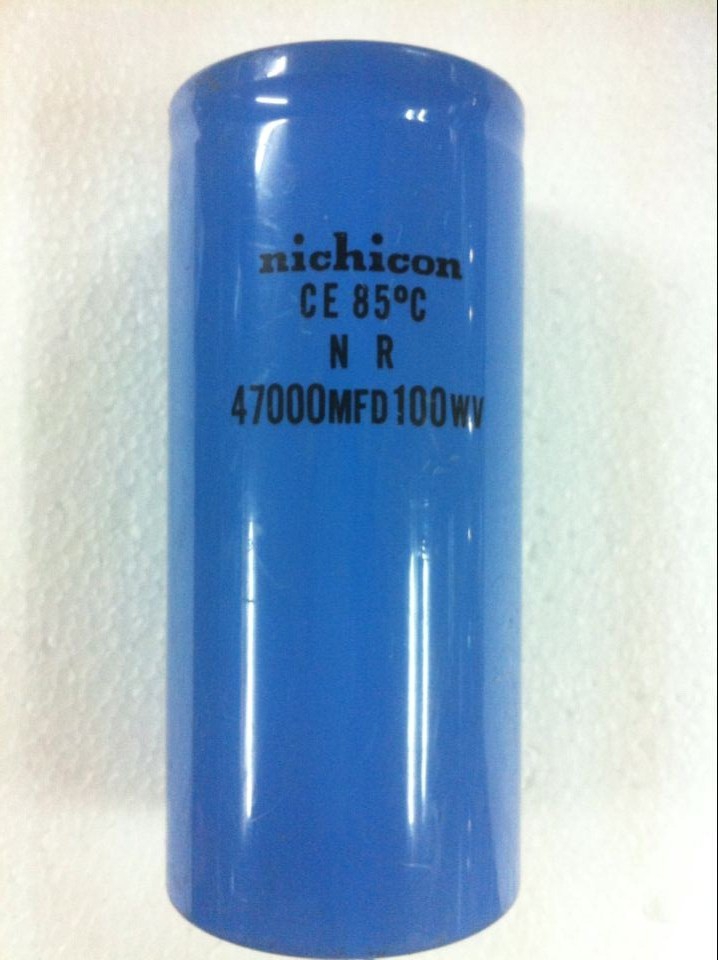 nichicon
CE 85°C
N R
47000MFD100WV